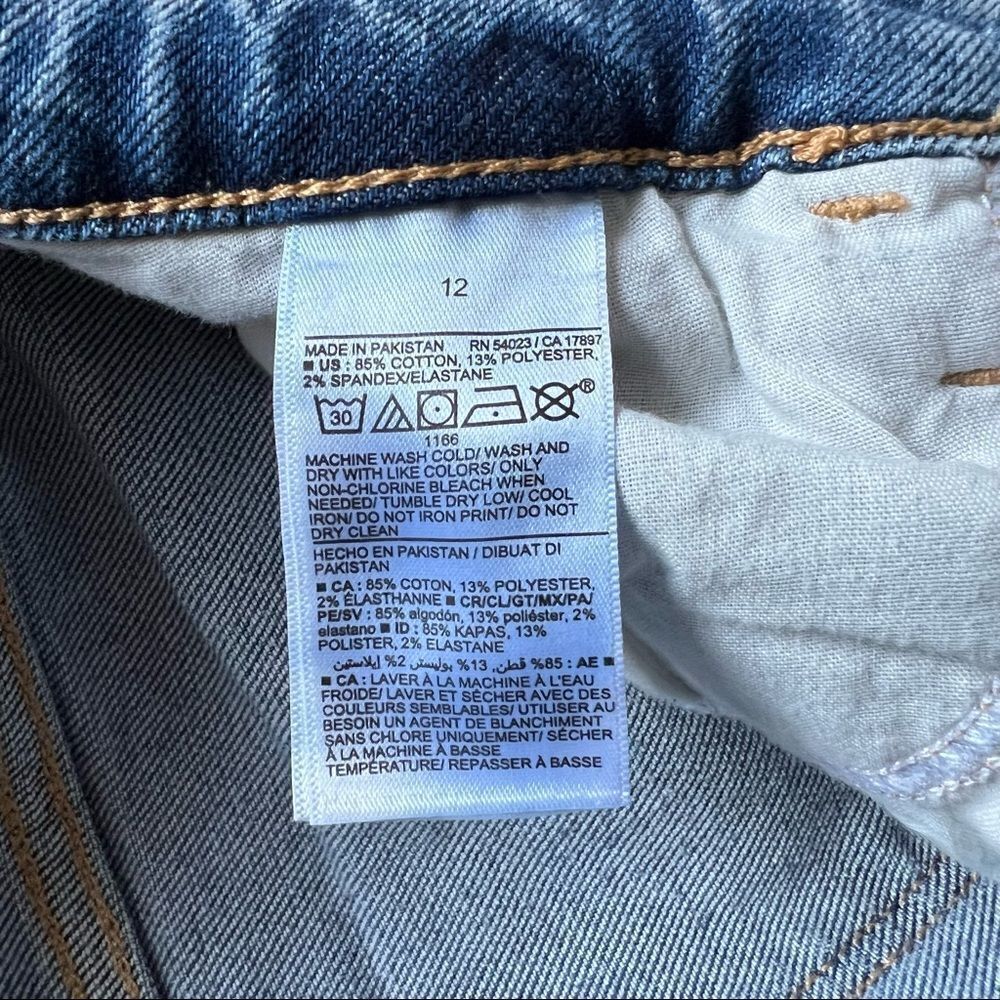 12
MADE IN PAKISTAN RN 54023 / CA 17897
■ US : 85% COTTON, 13% POLYESTER,
2% SPANDEX/ELASTANE
30 ®
1166
MACHINE WASH COLD/ WASH AND
DRY WITH LIKE COLORS/ ONLY
NON-CHLORINE BLEACH WHEN
NEEDED/ TUMBLE DRY LOW/ COOL
IRON/ DO NOT IRON PRINT/ DO NOT
DRY CLEAN
HECHO EN PAKISTAN / DIBUAT DI
PAKISTAN
■ CA : 85% COTON, 13% POLYESTER,
2% ÉLASTHANNE ■ CR/CL/GT/MX/PA/
PE/SV : 85% algodón, 13% poliéster, 2%
elastano ■ ID : 85% KAPAS, 13%
POLISTER, 2% ELASTANE
■ AE : 85% قطن, 13% بوليستر 2% إيلاستين
■ CA : LAVER À LA MACHINE À L'EAU
FROIDE/ LAVER ET SÉCHER AVEC DES
COULEURS SEMBLABLES/ UTILISER AU
BESOIN UN AGENT DE BLANCHIMENT
SANS CHLORE UNIQUEMENT/ SÉCHER
À LA MACHINE À BASSE
TEMPÉRATURE/ REPASSER À BASSE